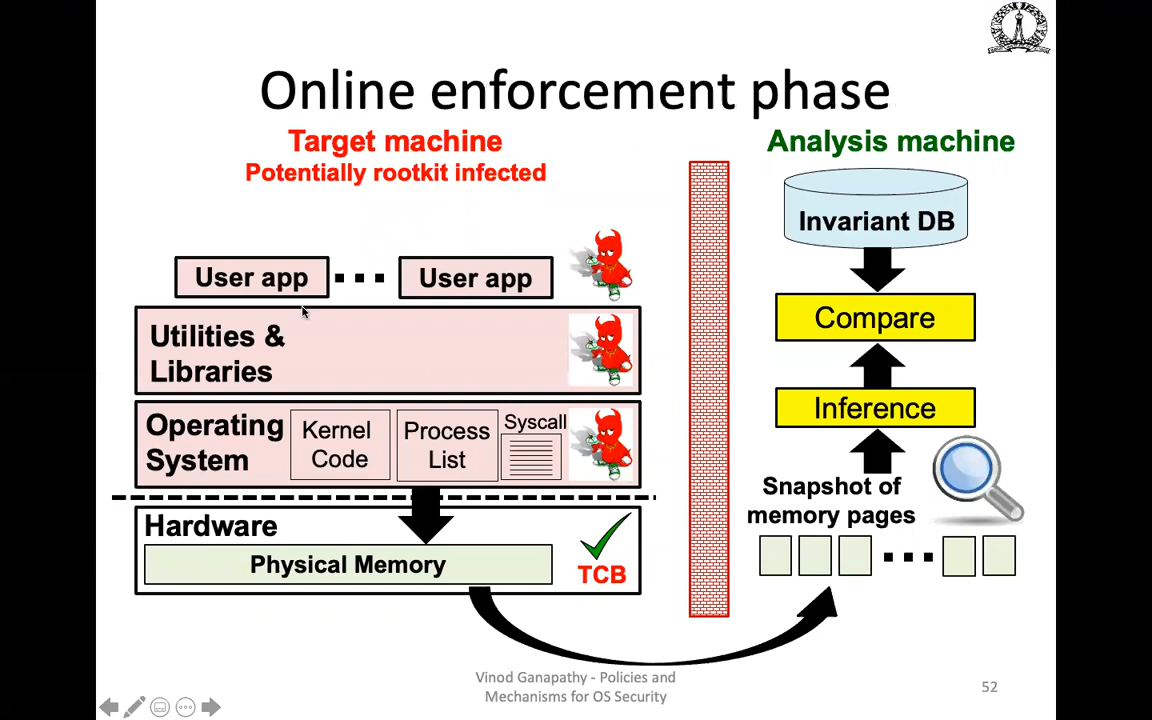 Online enforcement phase
Target machine
Potentially rootkit infected
User app
User app
Utilities &
Libraries
Operating
System
Kernel
Code
Process
List
Syscall
Hardware
Physical Memory
TCB
Analysis machine
Invariant DB
Compare
Inference
Snapshot of
memory pages
Vinod Ganapathy - Policies and
Mechanisms for OS Security
52